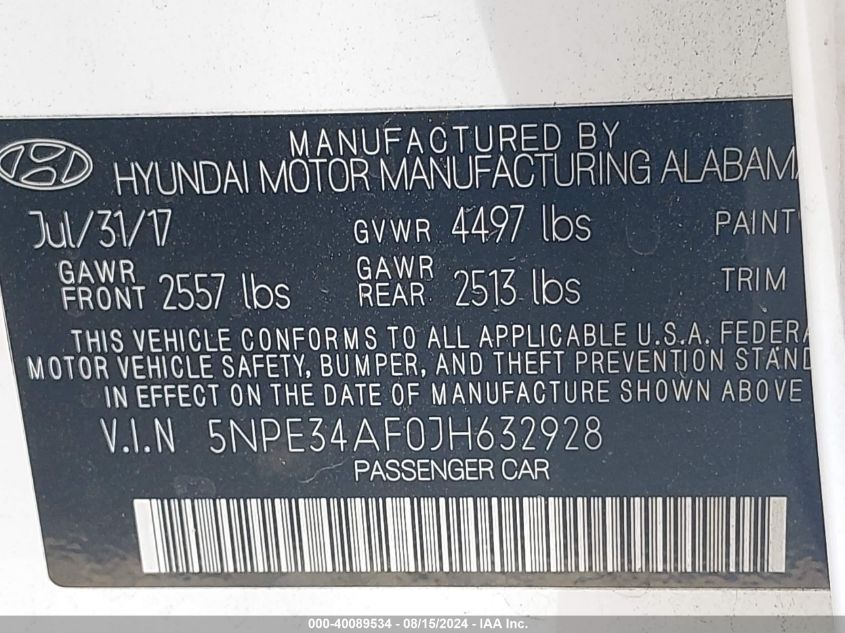 MANUFACTURED BY
HYUNDAI MOTOR MANUFACTURING ALABAMA
Jul/31/17 GVWR 4497 lbs PAINT
GAWR FRONT 2557 lbs GAWR REAR 2513 lbs TRIM
THIS VEHICLE CONFORMS TO ALL APPLICABLE U.S.A. FEDERA
MOTOR VEHICLE SAFETY, BUMPER, AND THEFT PREVENTION STAND
IN EFFECT ON THE DATE OF MANUFACTURE SHOWN ABOVE
V.I.N 5NPE34AF0JH632928
PASSENGER CAR
000-40089534 - 08/15/2024 - IAA Inc.